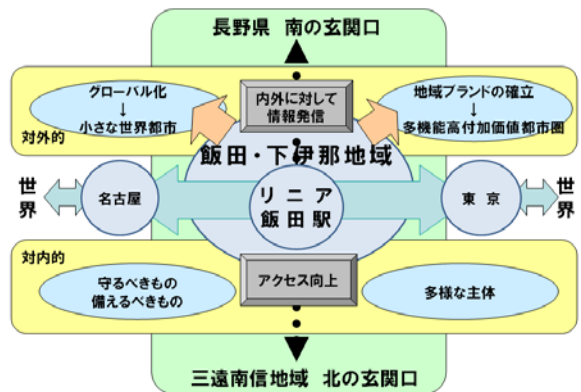 長野県 南の玄関口
グローバル化
↓
小さな世界都市
内外に対して
情報発信
地域ブランドの確立
↓
多機能高付加価値都市圏
対外的
飯田・下伊那地域
世界
名古屋
リニア
飯田駅
東京
世界
対内的
守るべきもの
備えるべきもの
アクセス向上
多様な主体
三遠南信地域 北の玄関口